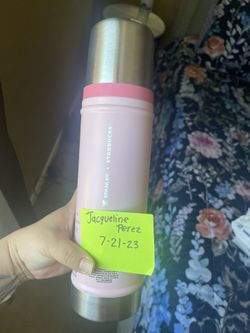 STANLEY + STARBUCKS
Jacqueline
Perez
7-21-23